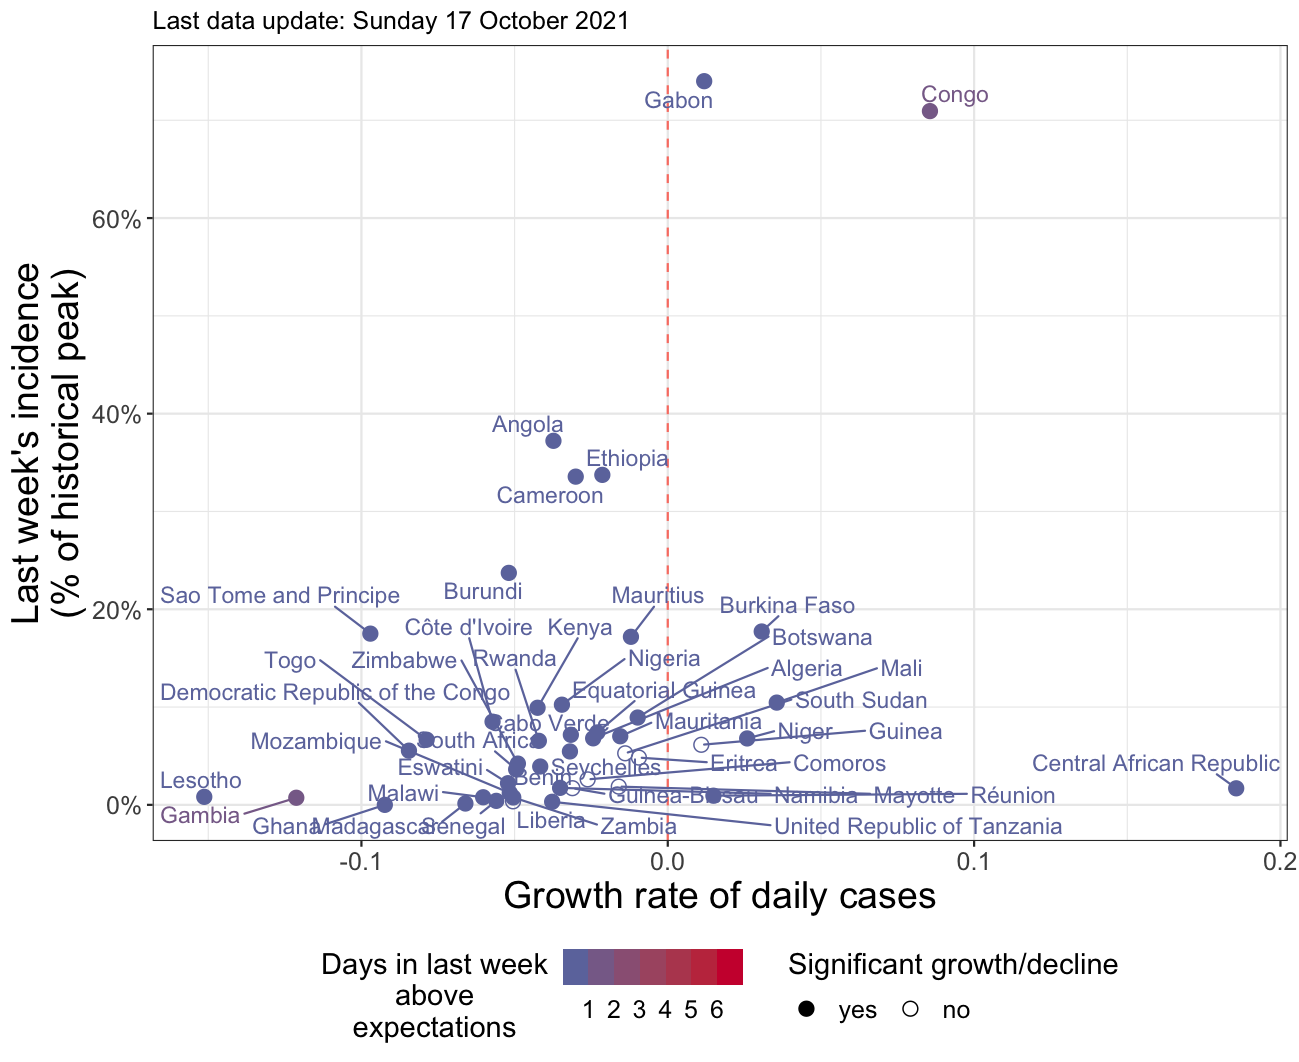 Last data update: Sunday 17 October 2021
Last week's incidence
(% of historical peak)
60%
40%
20%
0%
Gabon
Congo
Angola
Ethiopia
Cameroon
Burundi
Sao Tome and Principe
Mauritius
Burkina Faso
Côte d'Ivoire
Kenya
Botswana
Togo
Zimbabwe
Rwanda
Nigeria
Algeria
Mali
Democratic Republic of the Congo
Equatorial Guinea
South Sudan
Cabo Verde
Mauritania
Niger
Guinea
Mozambique
South Africa
Eswatini
Benin
Seychelles
Eritrea
Comoros
Central African Republic
Lesotho
Malawi
Guinea-Bissau
Namibia
Mayotte
Réunion
Gambia
Ghana
Madagascar
Senegal
Liberia
Zambia
United Republic of Tanzania
-0.1
0.0
0.1
0.2
Growth rate of daily cases
Days in last week
above
expectations
1 2 3 4 5 6
Significant growth/decline
yes
no